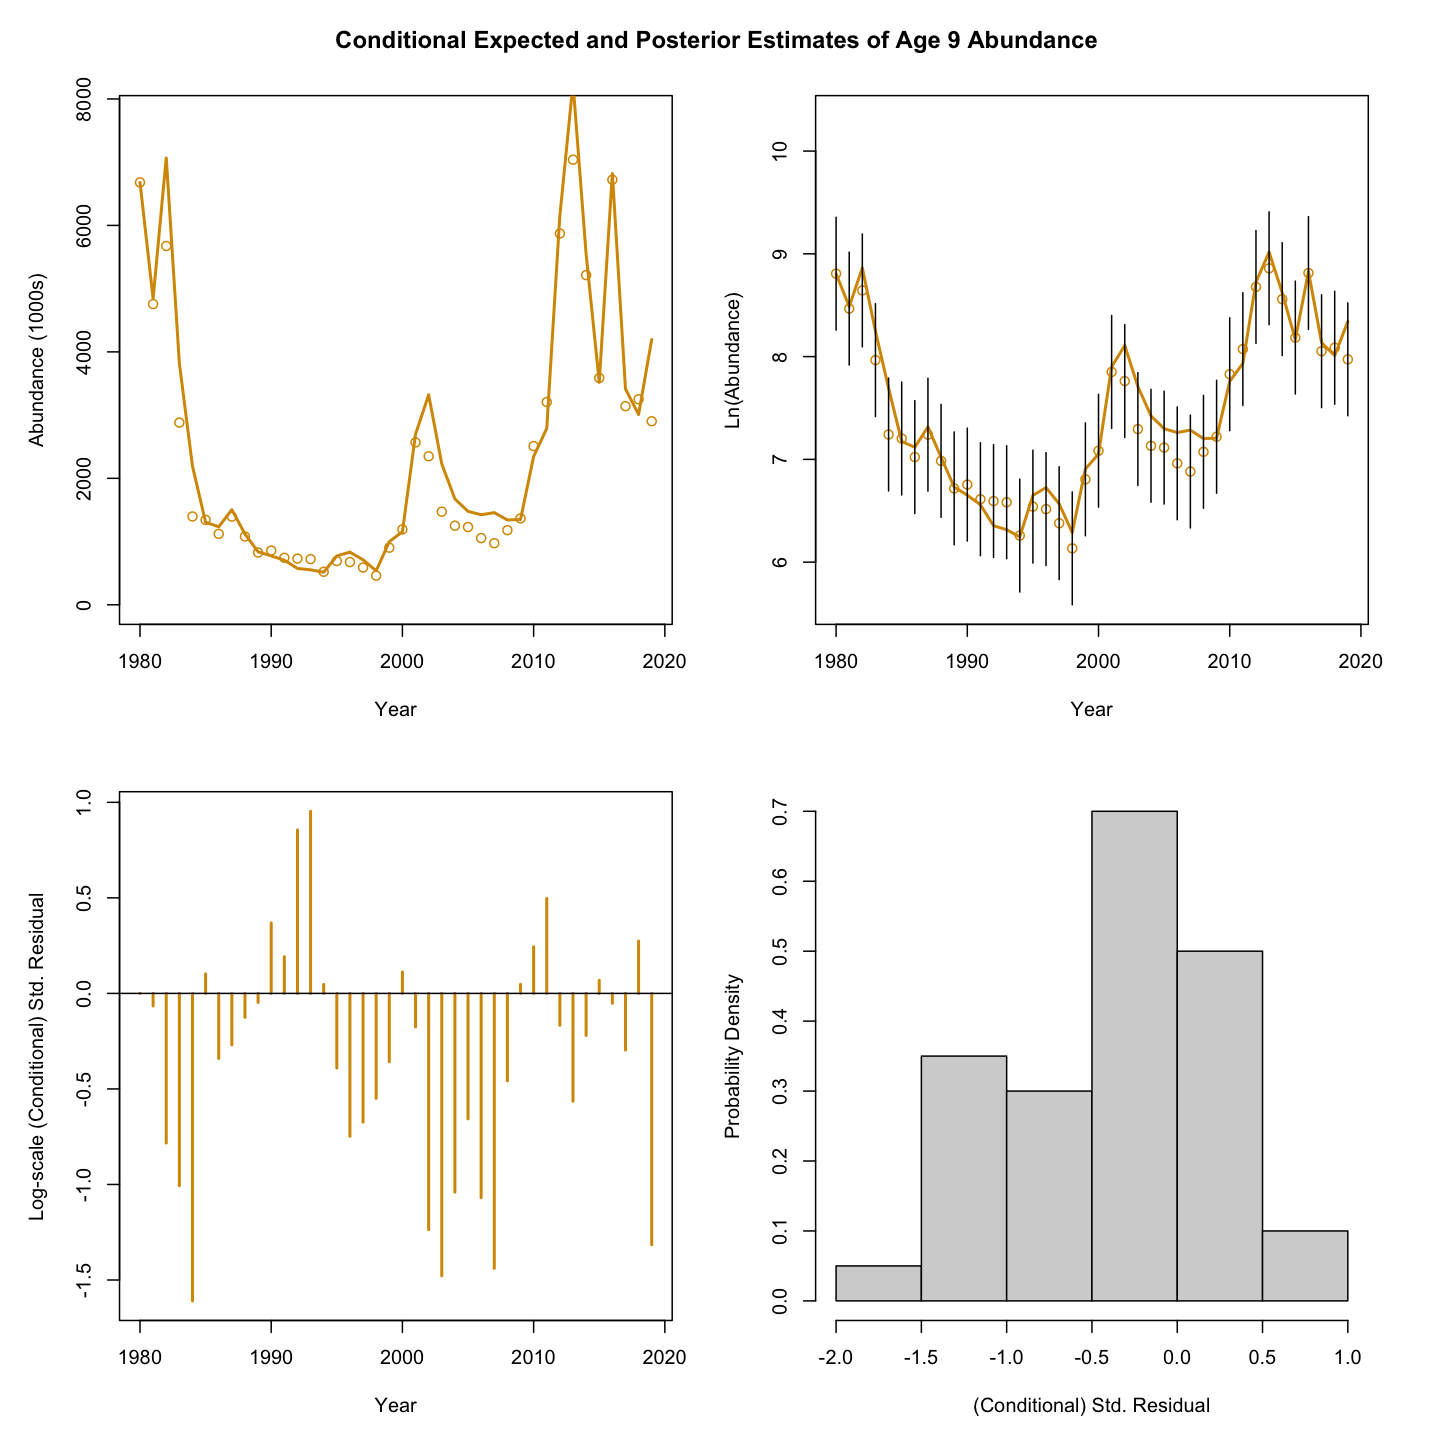 Conditional Expected and Posterior Estimates of Age 9 Abundance
Abundance (1000s)
8000
6000
4000
2000
0
1980 1990 2000 2010 2020
Year
Ln(Abundance)
10
9
8
7
6
1980 1990 2000 2010 2020
Year
Log-scale (Conditional) Std. Residual
1.0
0.5
0.0
-0.5
-1.0
-1.5
1980 1990 2000 2010 2020
Year
Probability Density
0.7
0.6
0.5
0.4
0.3
0.2
0.1
0.0
-2.0 -1.5 -1.0 -0.5 0.0 0.5 1.0
(Conditional) Std. Residual